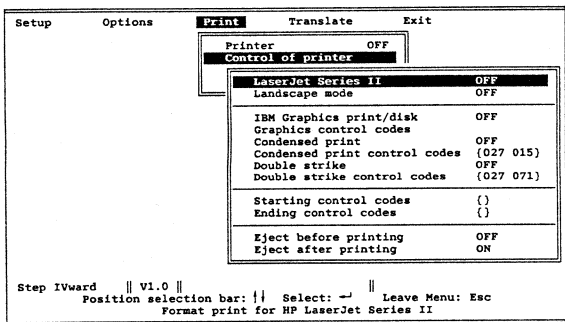 Setup Options Print Translate Exit
Printer OFF
Control of printer
LaserJet Series II OFF
Landscape mode OFF
IBM Graphics print/disk OFF
Graphics control codes
Condensed print OFF
Condensed print control codes {027 015}
Double strike OFF
Double strike control codes {027 071}
Starting control codes {}
Ending control codes {}
Eject before printing OFF
Eject after printing ON
Step IVward ‖ V1.0 ‖ ‖
Position selection bar: ↑↓ Select: ↵ Leave Menu: Esc
Format print for HP LaserJet Series II